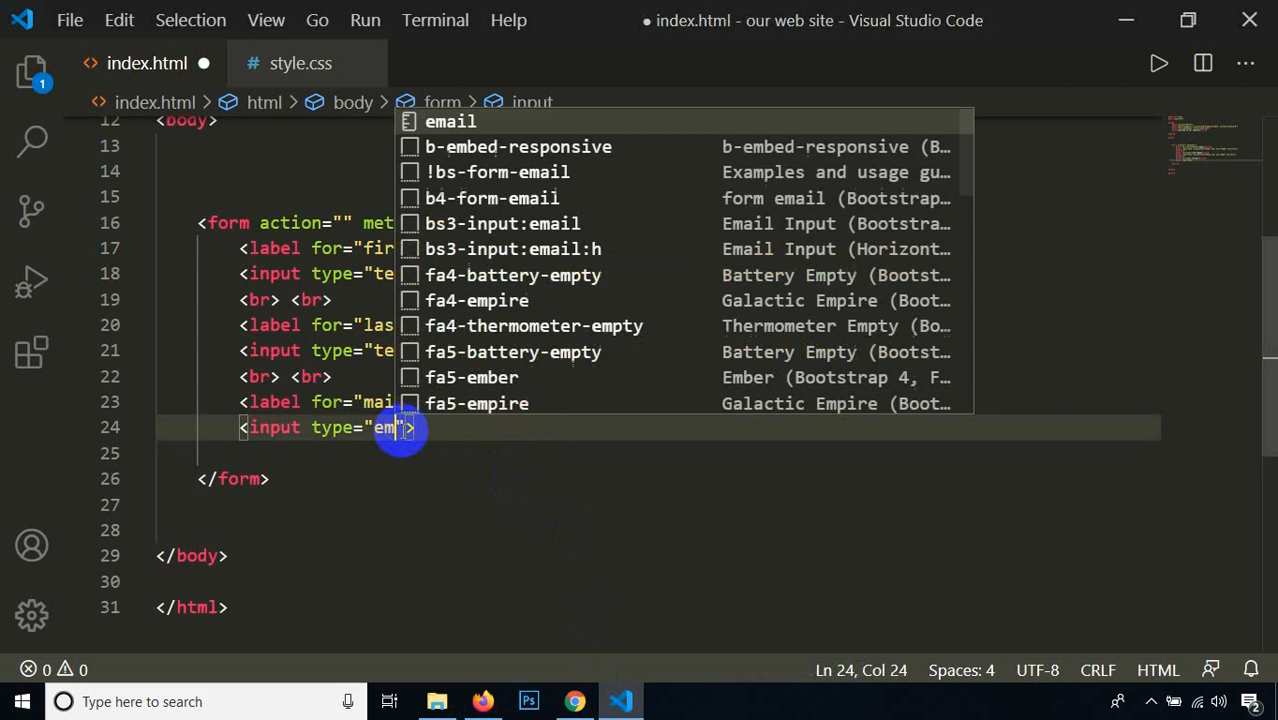 File Edit Selection View Go Run Terminal Help ● index.html - our web site - Visual Studio Code
index.html ● # style.css
index.html > html > body > form > input
12 <body>
email
13 b-embed-responsive b-embed-responsive (B…
14 !bs-form-email Examples and usage gu…
15 b4-form-email form email (Bootstrap…
16 <form action="" met bs3-input:email Email Input (Bootstra…
17 <label for="fir bs3-input:email:h Email Input (Horizont…
18 <input type="te fa4-battery-empty Battery Empty (Bootst…
19 <br> <br> fa4-empire Galactic Empire (Boot…
20 <label for="las fa4-thermometer-empty Thermometer Empty (Bo…
21 <input type="te fa5-battery-empty Battery Empty (Bootst…
22 <br> <br> fa5-ember Ember (Bootstrap 4, F…
23 <label for="mai fa5-empire Galactic Empire (Boot…
24 <input type="em">
25
26 </form>
27
28
29 </body>
30
31 </html>
1
0 0 Ln 24, Col 24 Spaces: 4 UTF-8 CRLF HTML
Type here to search Ps 2